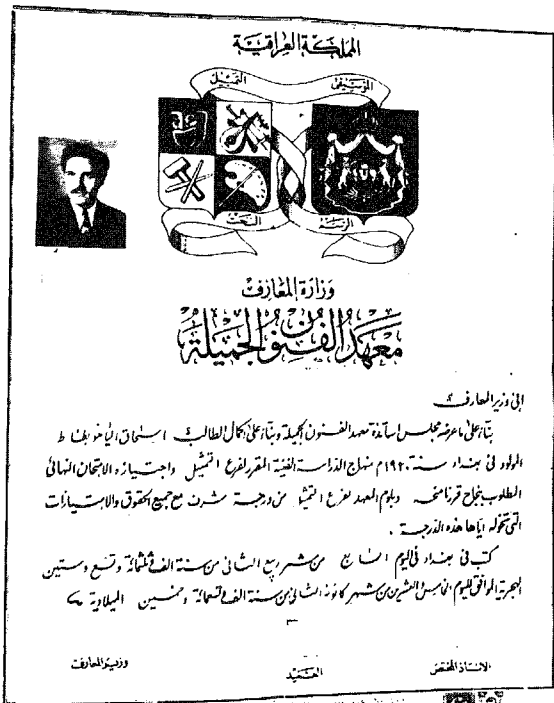 المملكة العراقية
التمثيل
الموسيقى
النحت
الرسم
وزارة المعارف
معهد الفنون الجميلة
إني وزير المعارف
بناء على ما عرضه مجلس اساتذة معهد الفنون الجميلة وبناء على اكمال الطالب اسحاق
المولود في بغداد سنة ١٩٢٠م منهاج الدراسة الفنية المقرر لفرع التمثيل واجتيازه الامتحان النهائي
المطلوب بنجاح قررنا منحه دبلوم المعهد لفرع التمثيل من درجة شرف مع جميع الحقوق والامتيازات
التي تخوله اياها هذه الدرجة .
كتب في بغداد في اليوم من شهر ربيع الثاني من سنة الف وثلثمائة وتسع وستين
الهجرية الموافق لليوم الخامس والعشرين من شهر كانون الثاني من سنة الف وتسعمائة وخمسين الميلادية
وزير المعارف
العميد
الاستاذ المختص